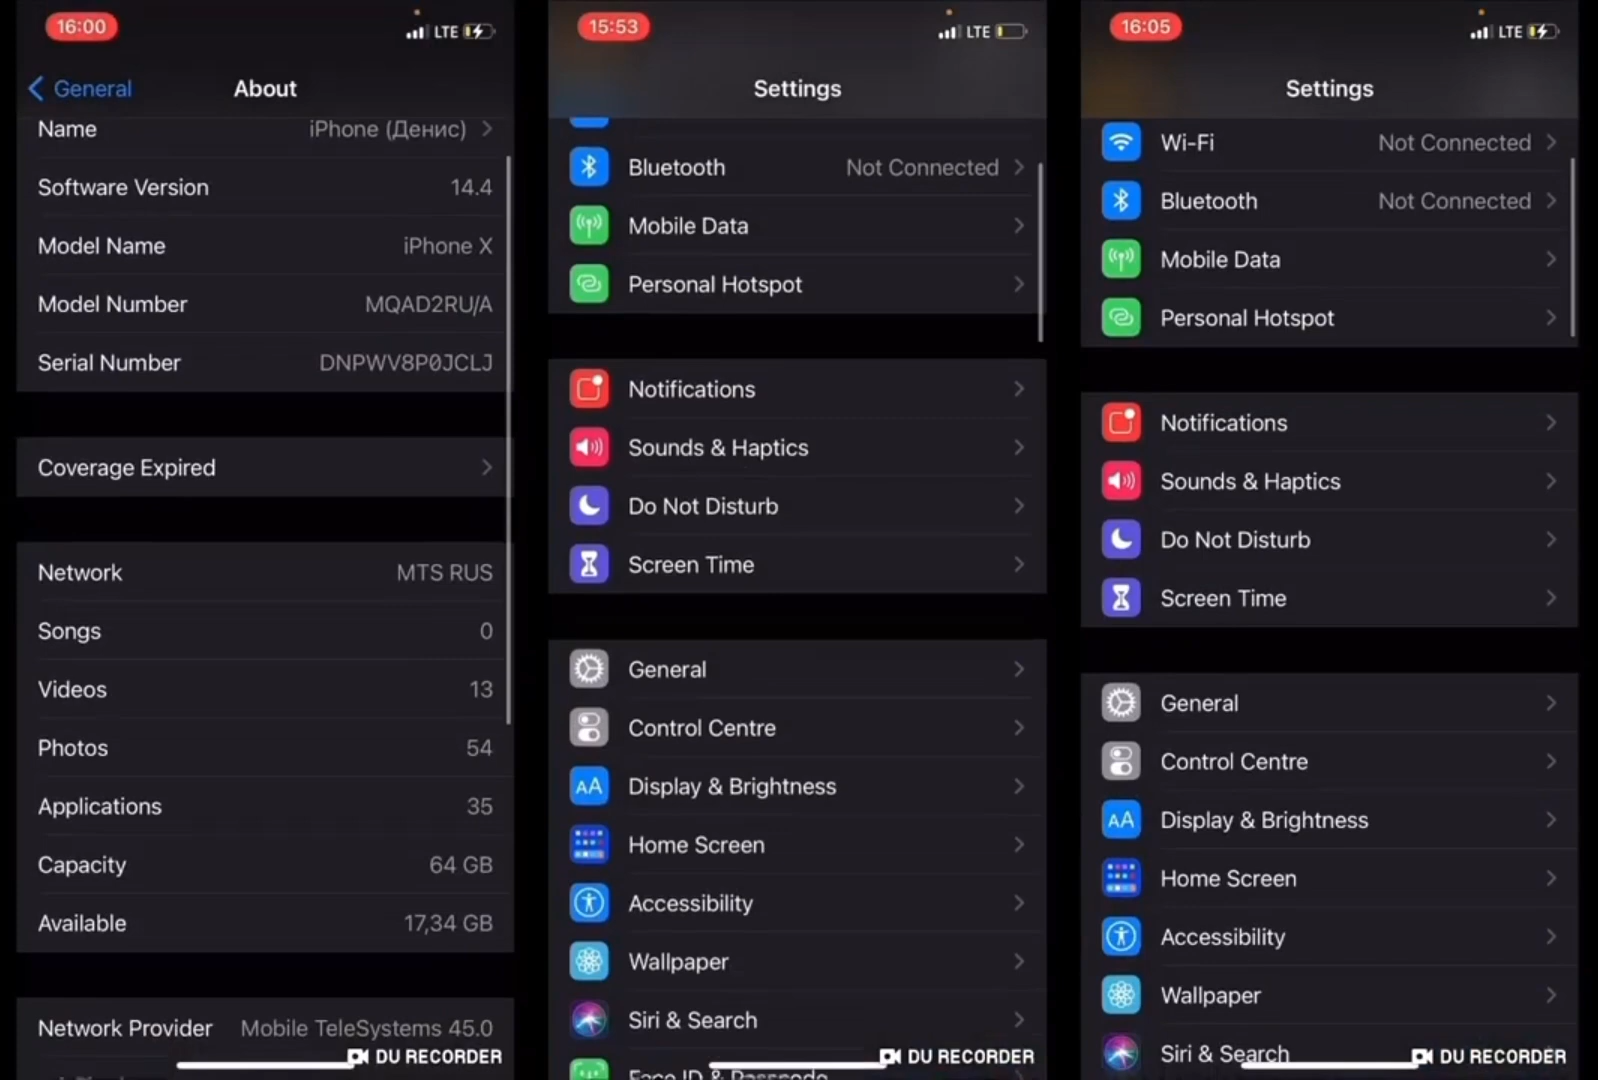 16:00
LTE
General
About
Name
iPhone (Денис)
Software Version
14.4
Model Name
iPhone X
Model Number
MQAD2RU/A
Serial Number
DNPWV8P0JCLJ
Coverage Expired
Network
MTS RUS
Songs
0
Videos
13
Photos
54
Applications
35
Capacity
64 GB
Available
17,34 GB
Network Provider
Mobile TeleSystems 45.0
DU RECORDER
15:53
LTE
Settings
Bluetooth
Not Connected
Mobile Data
Personal Hotspot
Notifications
Sounds & Haptics
Do Not Disturb
Screen Time
General
Control Centre
Display & Brightness
Home Screen
Accessibility
Wallpaper
Siri & Search
Face ID & Passcode
DU RECORDER
16:05
LTE
Settings
Wi-Fi
Not Connected
Bluetooth
Not Connected
Mobile Data
Personal Hotspot
Notifications
Sounds & Haptics
Do Not Disturb
Screen Time
General
Control Centre
Display & Brightness
Home Screen
Accessibility
Wallpaper
Siri & Search
DU RECORDER